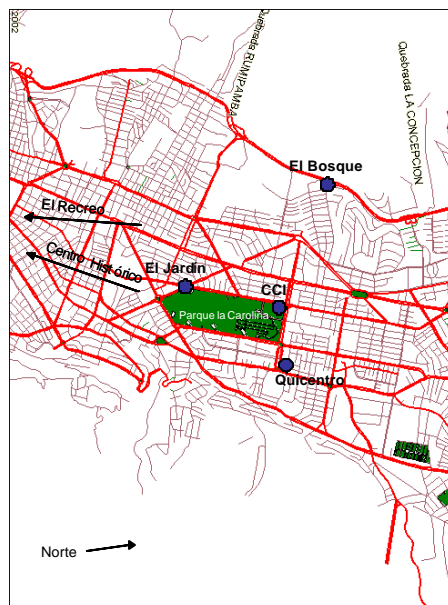 2002
Quebrada RUMIPAMBA
Quebrada LA CONCEPCION
El Bosque
El Recreo
Centro Histórico
El Jardín
CCI
Parque la Carolina
Quicentro
Norte